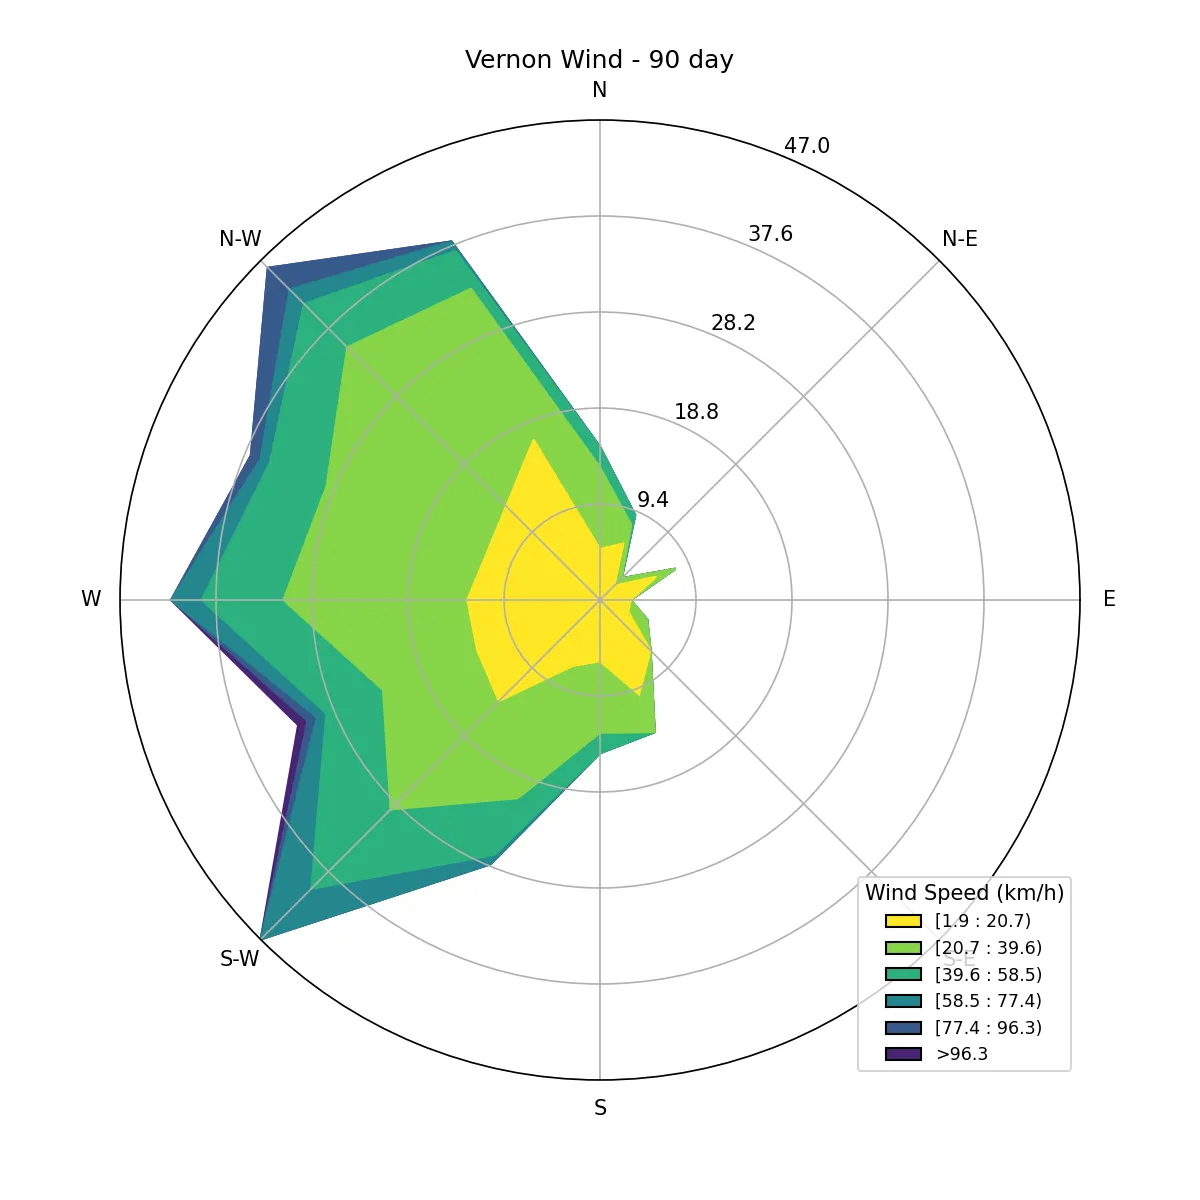 Vernon Wind - 90 day
N
47.0
N-W
37.6
N-E
28.2
18.8
9.4
W
E
S-W
S-E
S
Wind Speed (km/h)
[1.9 : 20.7)
[20.7 : 39.6)
[39.6 : 58.5)
[58.5 : 77.4)
[77.4 : 96.3)
>96.3